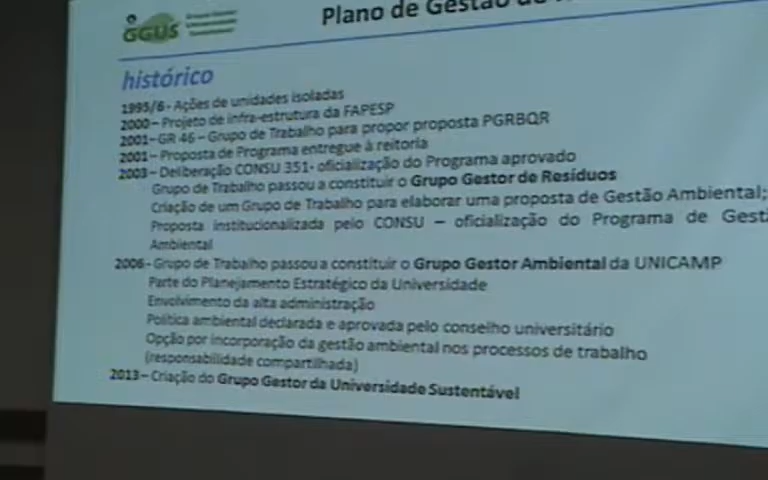 GGUS
Plano de Gestão
histórico
1995/6 - Ações de unidades isoladas
2000 – Projeto de infra-estrutura da FAPESP
2001 – GR 46 – Grupo de Trabalho para propor proposta PGRBQR
2001 – Proposta de Programa entregue à reitoria
2003 – Deliberação CONSU 351- oficialização do Programa aprovado
Grupo de Trabalho passou a constituir o Grupo Gestor de Resíduos
Criação de um Grupo de Trabalho para elaborar uma proposta de Gestão Ambiental;
Proposta institucionalizada pelo CONSU – oficialização do Programa de Gestã
Ambiental
2006 - Grupo de Trabalho passou a constituir o Grupo Gestor Ambiental da UNICAMP
Parte do Planejamento Estratégico da Universidade
Envolvimento da alta administração
Política ambiental declarada e aprovada pelo conselho universitário
Opção por incorporação da gestão ambiental nos processos de trabalho
(responsabilidade compartilhada)
2013 – Criação do Grupo Gestor da Universidade Sustentável